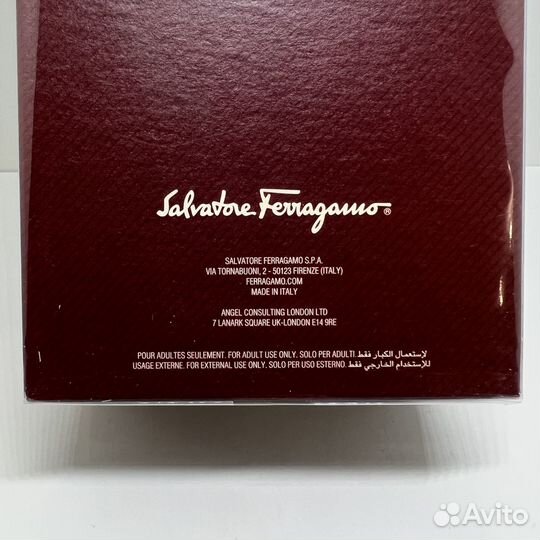 Salvatore Ferragamo®
SALVATORE FERRAGAMO S.P.A.
VIA TORNABUONI, 2 - 50123 FIRENZE (ITALY)
FERRAGAMO.COM
MADE IN ITALY
ANGEL CONSULTING LONDON LTD
7 LANARK SQUARE UK-LONDON E14 9RE
POUR ADULTES SEULEMENT. FOR ADULT USE ONLY. SOLO PER ADULTI. لإستعمال الكبار فقط.
USAGE EXTERNE. FOR EXTERNAL USE ONLY. SOLO PER USO ESTERNO. للإستخدام الخارجي فقط.
Avito